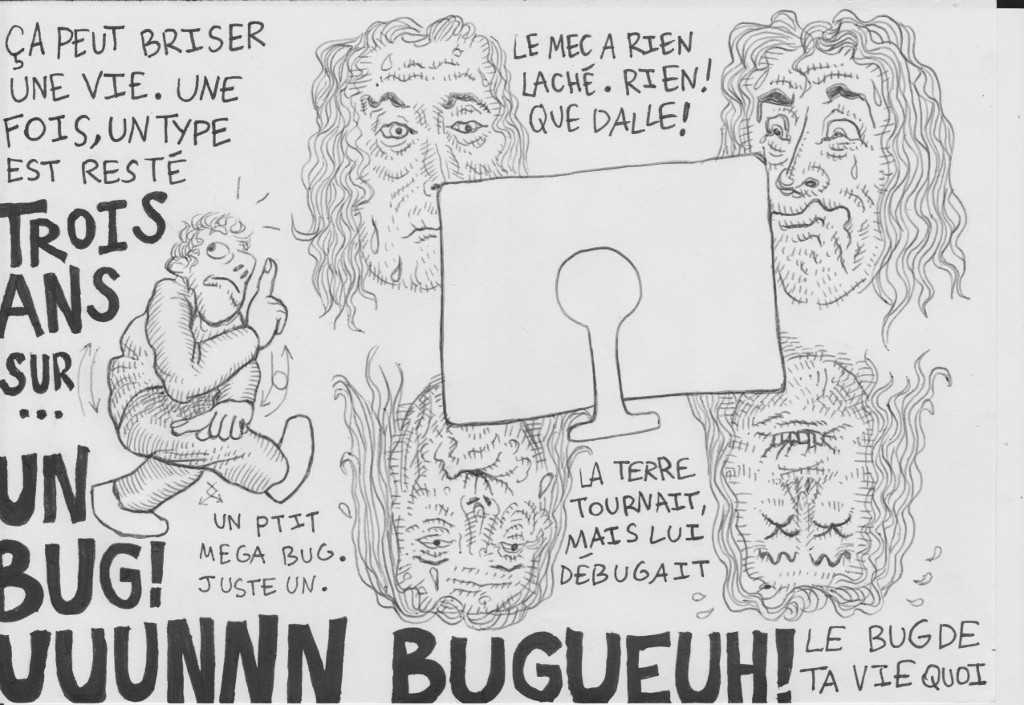 ÇA PEUT BRISER
UNE VIE. UNE
FOIS, UN TYPE
EST RESTÉ
TROIS
ANS
SUR
...
UN
BUG!
UN PTIT
MEGA BUG.
JUSTE UN.
LE MEC A RIEN
LACHÉ. RIEN!
QUE DALLE!
LA TERRE
TOURNAIT,
MAIS LUI
DÉBUGAIT
UUUNNN BUGUEUH!
LE BUG DE
TA VIE QUOI